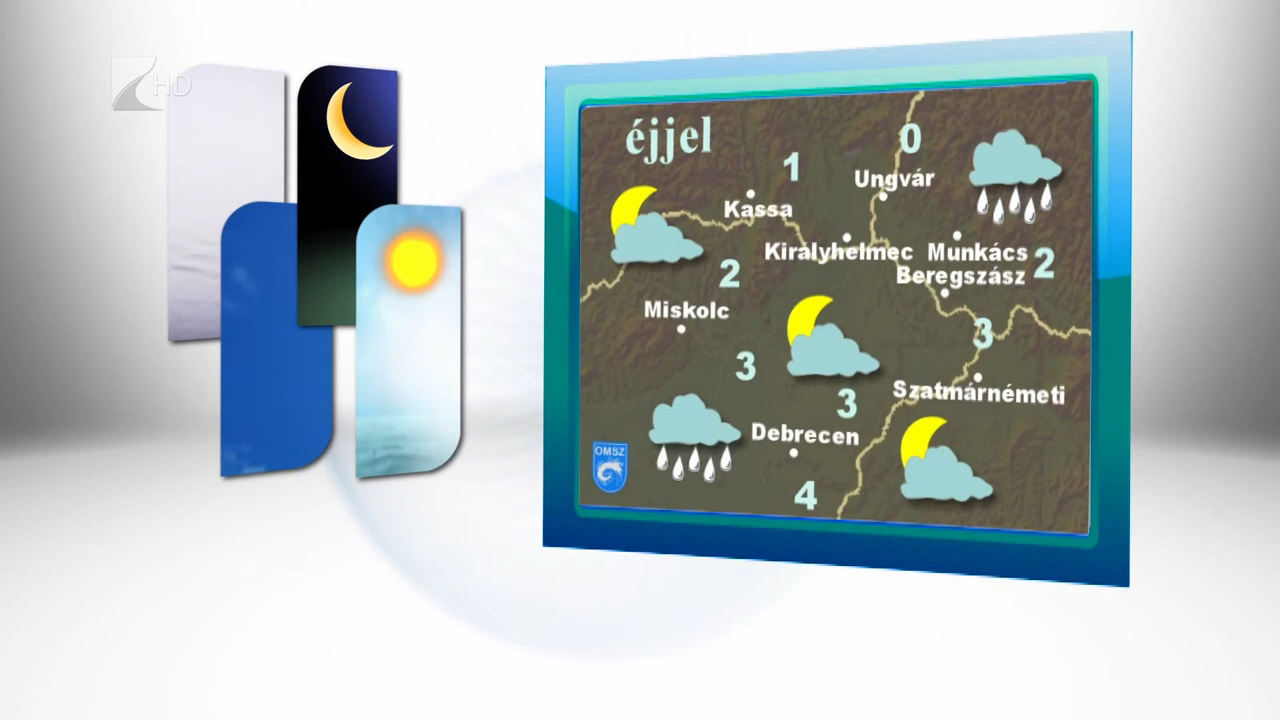 HD
éjjel
0
1
Ungvár
Kassa
Királyhelmec
Munkács
2
Beregszász
2
Miskolc
3
3
Szatmárnémeti
3
Debrecen
OMSZ
4